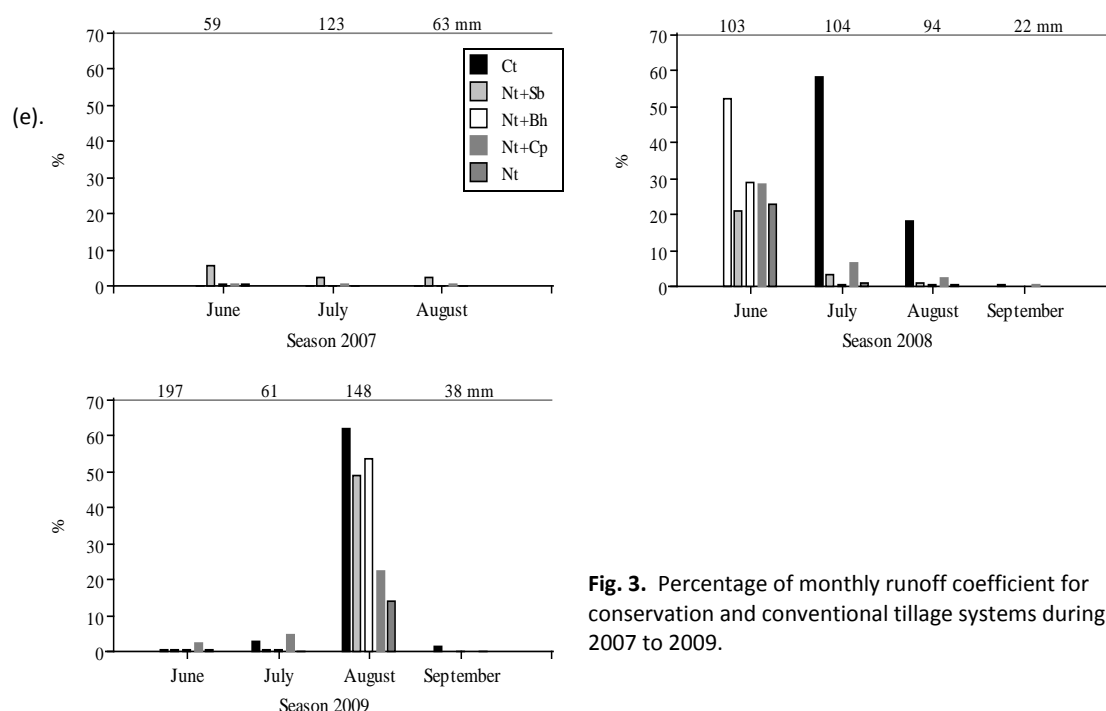 59 123 63 mm
70
60
50
40
30
20
10
0
%
(e).
Ct
Nt+Sb
Nt+Bh
Nt+Cp
Nt
June July August
Season 2007
103 104 94 22 mm
70
60
50
40
30
20
10
0
%
June July August September
Season 2008
197 61 148 38 mm
70
60
50
40
30
20
10
0
%
June July August September
Season 2009
Fig. 3. Percentage of monthly runoff coefficient for
conservation and conventional tillage systems during
2007 to 2009.